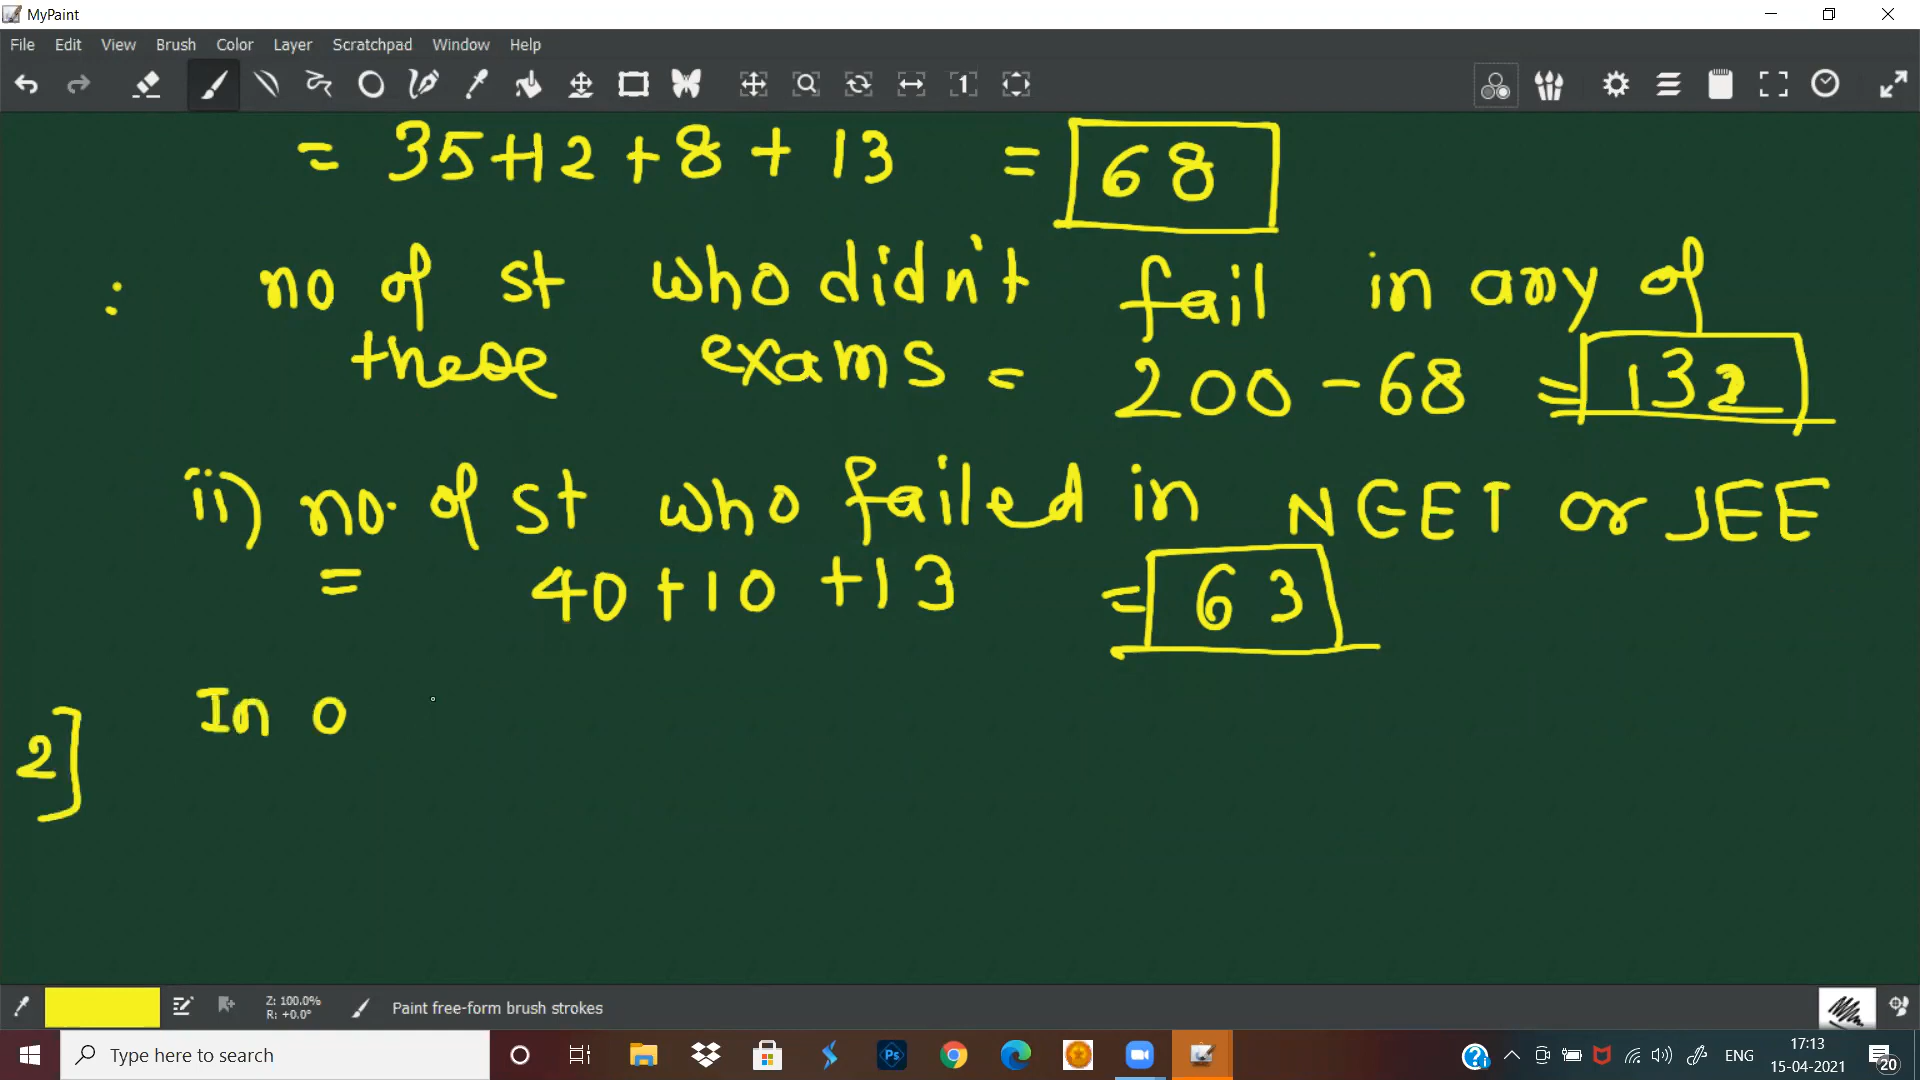 MyPaint
File Edit View Brush Color Layer Scratchpad Window Help
= 35+12+8+13 = 68
: no of st who didn't fail in any of
these exams = 200-68 = 132
ii) no. of st who failed in NEET or JEE
= 40+10+13 = 63
2] In o
Z: 100.0%
R: +0.0°
Paint free-form brush strokes
Type here to search
Ps
ENG
17:13
15-04-2021
20